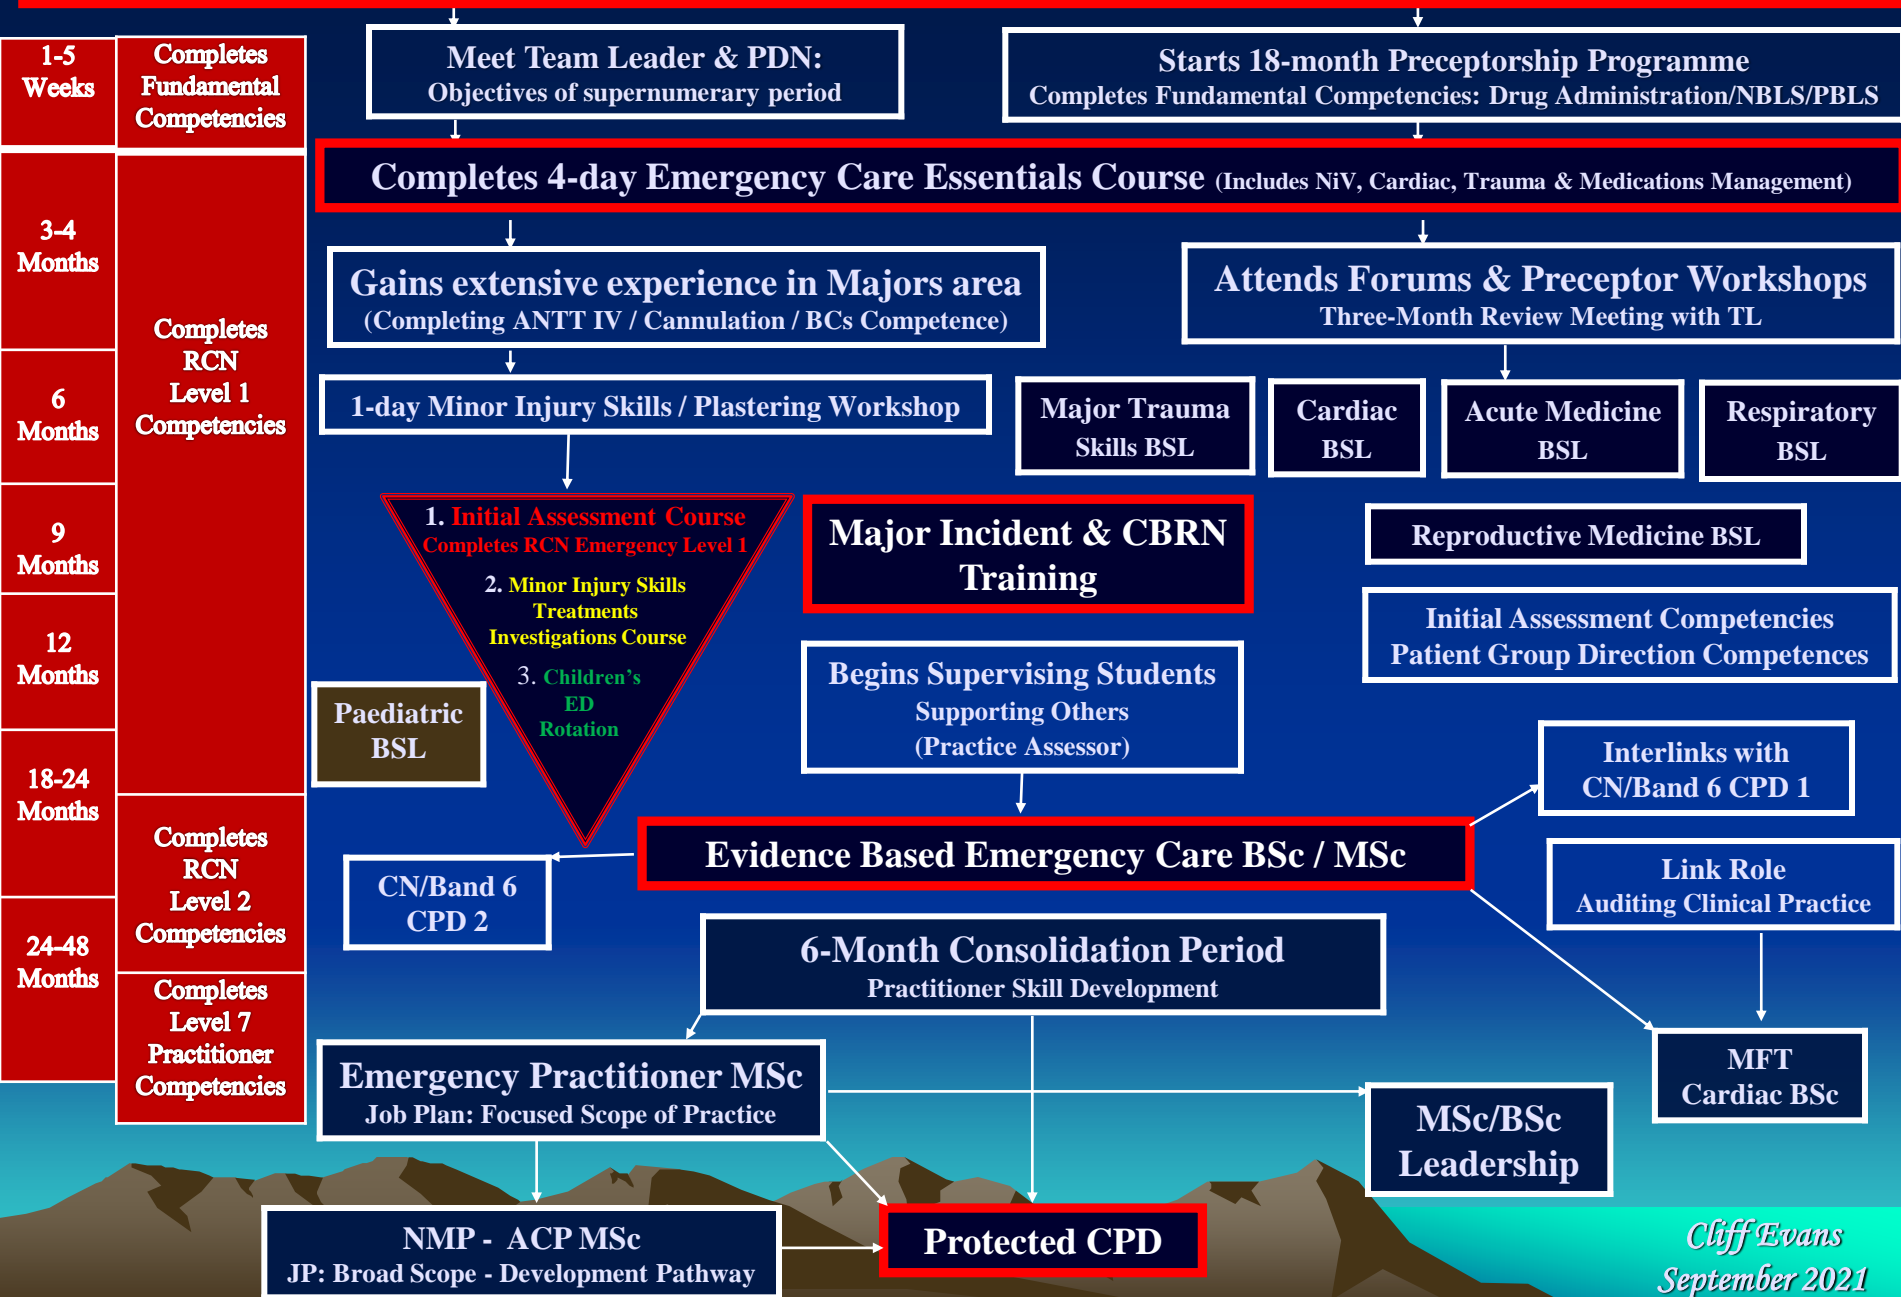 1-5
Weeks
Completes
Fundamental
Competencies
Meet Team Leader & PDN:
Objectives of supernumerary period
Starts 18-month Preceptorship Programme
Completes Fundamental Competencies: Drug Administration/NBLS/PBLS
Completes 4-day Emergency Care Essentials Course (Includes NiV, Cardiac, Trauma & Medications Management)
3-4
Months
Completes
RCN
Level 1
Competencies
Gains extensive experience in Majors area
(Completing ANTT IV / Cannulation / BCs Competence)
Attends Forums & Preceptor Workshops
Three-Month Review Meeting with TL
6
Months
1-day Minor Injury Skills / Plastering Workshop
Major Trauma
Skills BSL
Cardiac
BSL
Acute Medicine
BSL
Respiratory
BSL
9
Months
1. Initial Assessment Course
Completes RCN Emergency Level 1
2. Minor Injury Skills
Treatments
Investigations Course
3. Children's
ED
Rotation
Major Incident & CBRN
Training
Reproductive Medicine BSL
12
Months
Initial Assessment Competencies
Patient Group Direction Competences
Paediatric
BSL
Begins Supervising Students
Supporting Others
(Practice Assessor)
18-24
Months
Interlinks with
CN/Band 6 CPD 1
Completes
RCN
Level 2
Competencies
Evidence Based Emergency Care BSc / MSc
CN/Band 6
CPD 2
Link Role
Auditing Clinical Practice
24-48
Months
6-Month Consolidation Period
Practitioner Skill Development
Completes
Level 7
Practitioner
Competencies
Emergency Practitioner MSc
Job Plan: Focused Scope of Practice
MFT
Cardiac BSc
MSc/BSc
Leadership
NMP - ACP MSc
JP: Broad Scope - Development Pathway
Protected CPD
Cliff Evans
September 2021